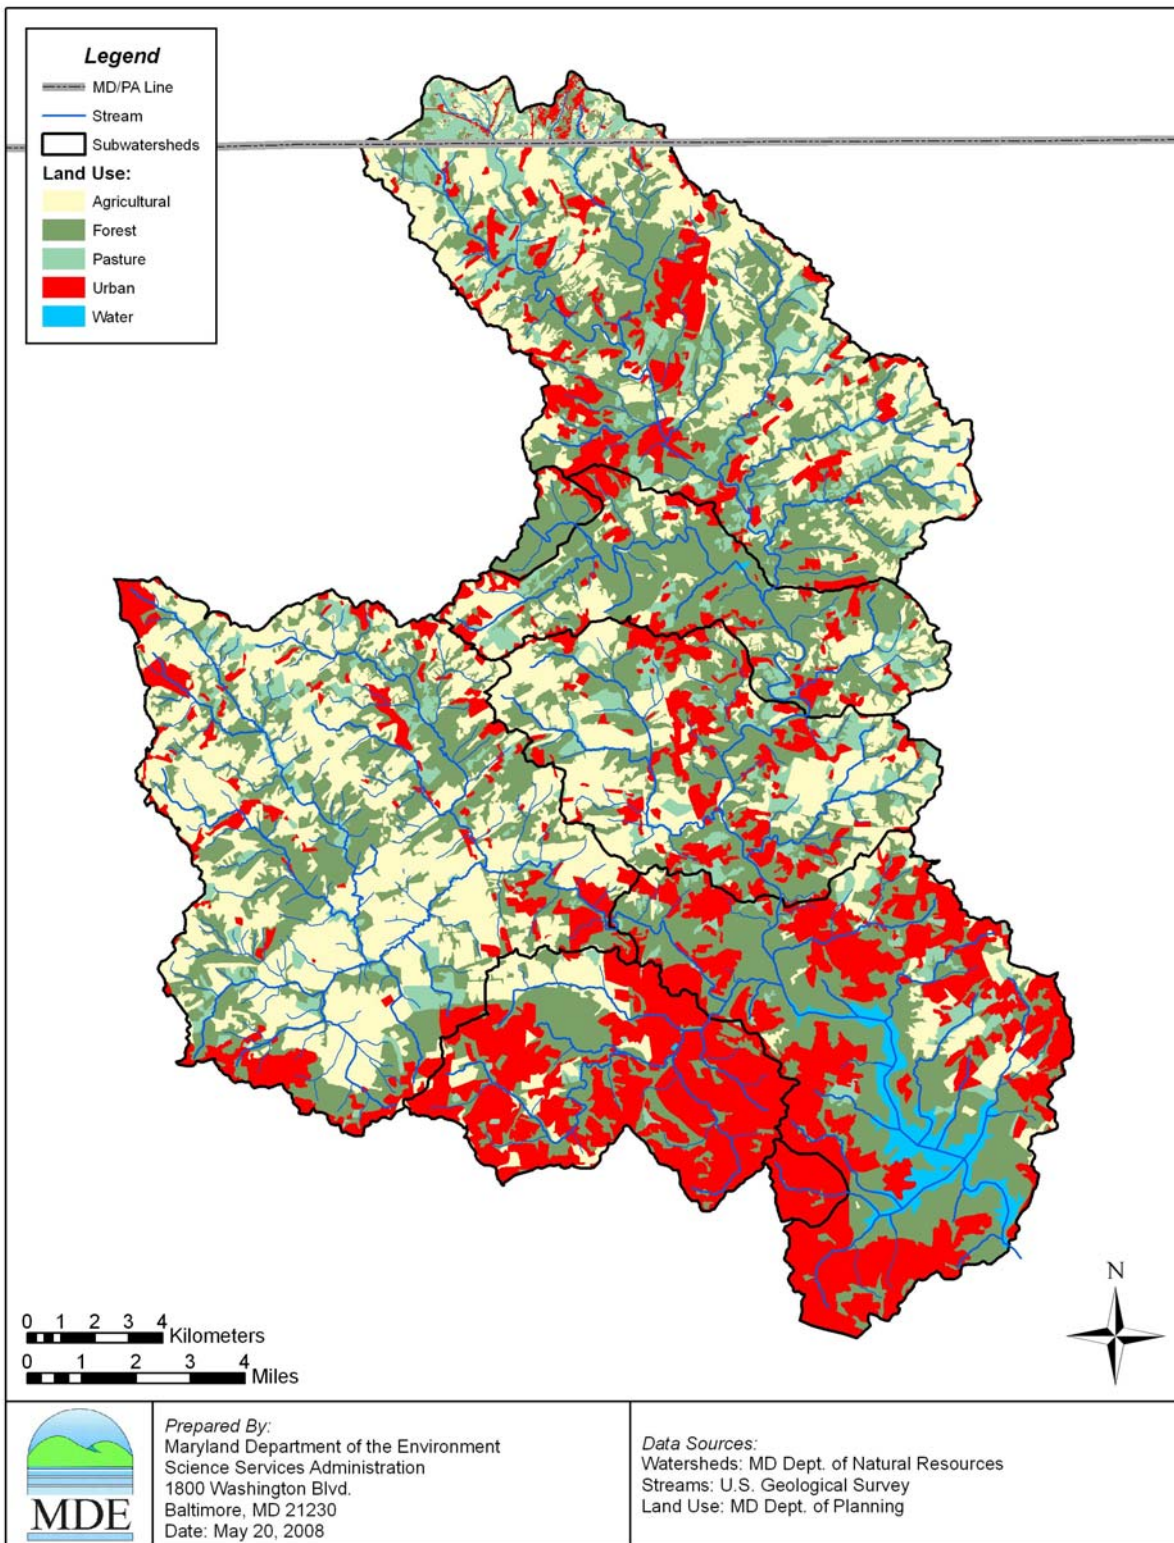 Legend
MD/PA Line
Stream
Subwatersheds
Land Use:
Agricultural
Forest
Pasture
Urban
Water
N
0 1 2 3 4
Kilometers
0 1 2 3 4
Miles
MDE
Prepared By:
Maryland Department of the Environment
Science Services Administration
1800 Washington Blvd.
Baltimore, MD 21230
Date: May 20, 2008
Data Sources:
Watersheds: MD Dept. of Natural Resources
Streams: U.S. Geological Survey
Land Use: MD Dept. of Planning